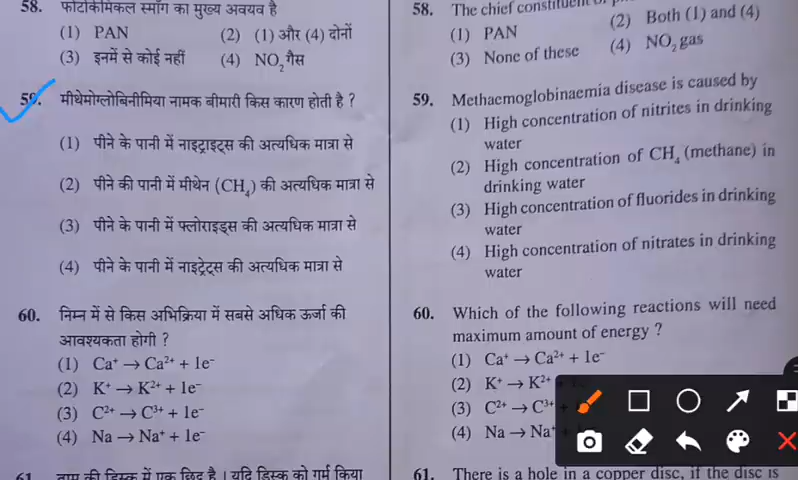 58. फोटोकेमिकल स्मॉग का मुख्य अवयव है
(1) PAN (2) (1) और (4) दोनों
(3) इनमें से कोई नहीं (4) NO₂ गैस
59. मीथेमोग्लोबिनीमिया नामक बीमारी किस कारण होती है ?
(1) पीने के पानी में नाइट्राइट्स की अत्यधिक मात्रा से
(2) पीने की पानी में मीथेन (CH₄) की अत्यधिक मात्रा से
(3) पीने के पानी में फ्लोराइड्स की अत्यधिक मात्रा से
(4) पीने के पानी में नाइट्रेट्स की अत्यधिक मात्रा से
60. निम्न में से किस अभिक्रिया में सबसे अधिक ऊर्जा की
आवश्यकता होगी ?
(1) Ca⁺ → Ca²⁺ + 1e⁻
(2) K⁺ → K²⁺ + 1e⁻
(3) C²⁺ → C³⁺ + 1e⁻
(4) Na → Na⁺ + 1e⁻
61. ताम्र की डिस्क में एक छिद्र है । यदि डिस्क को गर्म किया
58. The chief constituent of
(1) PAN (2) Both (1) and (4)
(3) None of these (4) NO₂ gas
59. Methaemoglobinaemia disease is caused by
(1) High concentration of nitrites in drinking
water
(2) High concentration of CH₄ (methane) in
drinking water
(3) High concentration of fluorides in drinking
water
(4) High concentration of nitrates in drinking
water
60. Which of the following reactions will need
maximum amount of energy ?
(1) Ca⁺ → Ca²⁺ + 1e⁻
(2) K⁺ → K²⁺
(3) C²⁺ → C³⁺
(4) Na → Na⁺
61. There is a hole in a copper disc, if the disc is